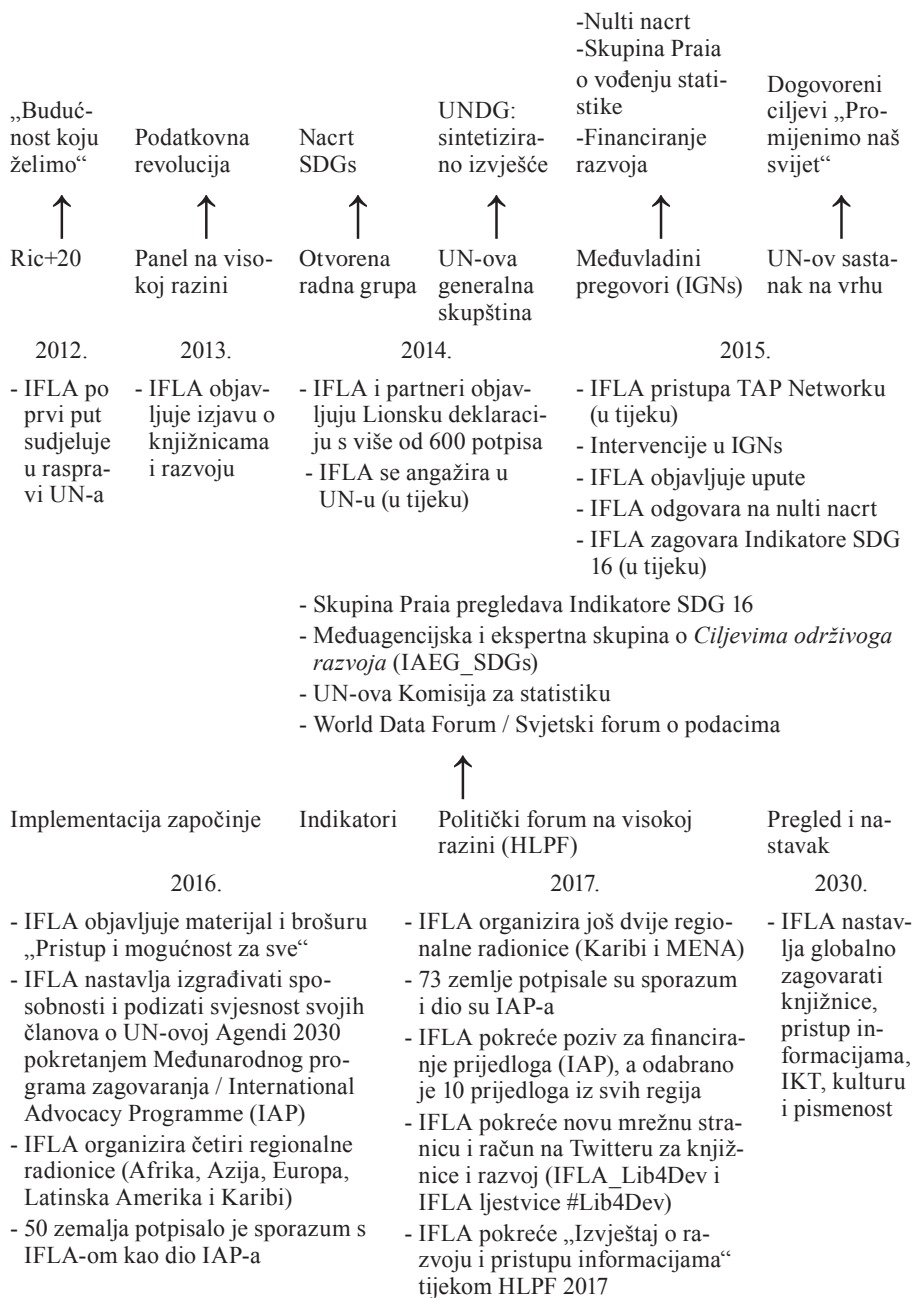 „Buduć-
nost koju
želimo“
Podatkovna
revolucija
Nacrt
SDGs
UNDG:
sintetizira-
no izvješće
-Nulti nacrt
-Skupina Praia
o vođenju stati-
stike
-Financiranje
razvoja
Dogovoreni
ciljevi „Pro-
mijenimo naš
svijet“
Ric+20
Panel na viso-
koj razini
Otvorena
radna grupa
UN-ova
generalna
skupština
Međuvladini
pregovori (IGNs)
UN-ov sasta-
nak na vrhu
2012.
- IFLA po
prvi put
sudjeluje
u raspra-
vi UN-a
2013.
- IFLA objav-
ljuje izjavu o
knjižnicama
i razvoju
2014.
- IFLA i partneri objav-
ljuju Lionsku deklaraci-
ju s više od 600 potpisa
- IFLA se angažira u
UN-u (u tijeku)
2015.
- IFLA pristupa TAP Networku
(u tijeku)
- Intervencije u IGNs
- IFLA objavljuje upute
- IFLA odgovara na nulti nacrt
- IFLA zagovara Indikatore SDG
16 (u tijeku)
- Skupina Praia pregledava Indikatore SDG 16
- Međuagencijska i ekspertna skupina o Ciljevima održivoga
razvoja (IAEG_SDGs)
- UN-ova Komisija za statistiku
- World Data Forum / Svjetski forum o podacima
Implementacija započinje
Indikatori
Politički forum na visokoj
razini (HLPF)
Pregled i na-
stavak
2016.
- IFLA objavljuje materijal i brošuru
„Pristup i mogućnost za sve“
- IFLA nastavlja izgrađivati spo-
sobnosti i podizati svjesnost svojih
članova o UN-ovoj Agendi 2030
pokretanjem Međunarodnog pro-
grama zagovaranja / International
Advocacy Programme (IAP)
- IFLA organizira četiri regionalne
radionice (Afrika, Azija, Europa,
Latinska Amerika i Karibi)
- 50 zemalja potpisalo je sporazum s
IFLA-om kao dio IAP-a
2017.
- IFLA organizira još dvije regio-
nalne radionice (Karibi i MENA)
- 73 zemlje potpisale su sporazum
i dio su IAP-a
- IFLA pokreće poziv za financira-
nje prijedloga (IAP), a odabrano
je 10 prijedloga iz svih regija
- IFLA pokreće novu mrežnu stra-
nicu i račun na Twitteru za knjiž-
nice i razvoj (IFLA_Lib4Dev i
IFLA ljestvice #Lib4Dev)
- IFLA pokreće „Izvještaj o ra-
zvoju i pristupu informacijama“
tijekom HLPF 2017
2030.
- IFLA nastav-
lja globalno
zagovarati
knjižnice,
pristup in-
formacijama,
IKT, kulturu
i pismenost